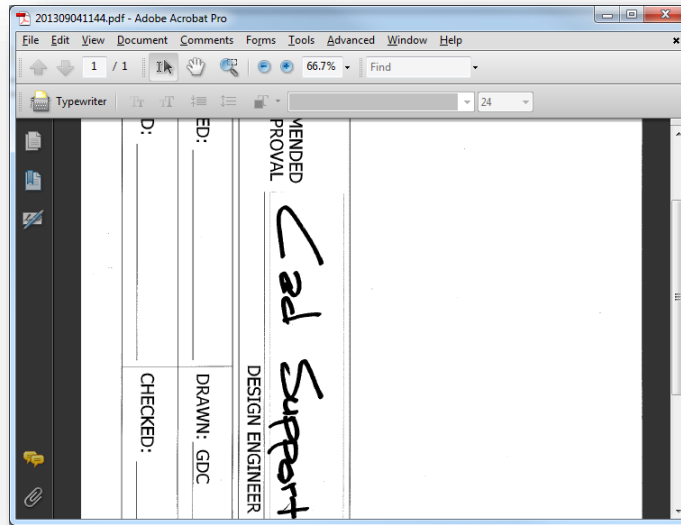 201309041144.pdf - Adobe Acrobat Pro
File Edit View Document Comments Forms Tools Advanced Window Help
1 / 1 66.7% Find
Typewriter 24
MENDED
PROVAL
Cad Support
DESIGN ENGINEER
ED:
DRAWN: GDC
D:
CHECKED: